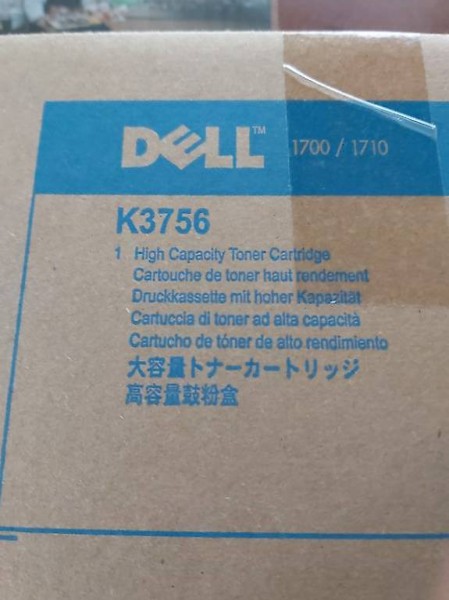 DELL™ 1700 / 1710
K3756
1 High Capacity Toner Cartridge
Cartouche de toner haut rendement
Druckkassette mit hoher Kapazität
Cartuccia di toner ad alta capacità
Cartucho de tóner de alto rendimiento
大容量トナーカートリッジ
高容量鼓粉盒